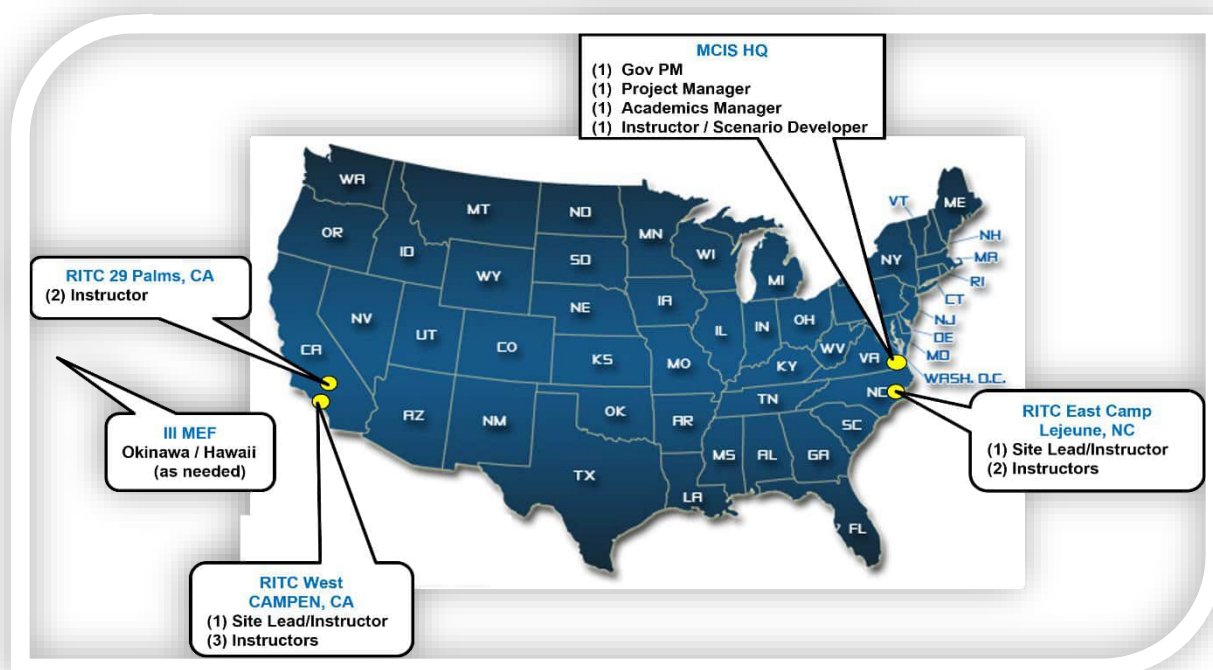 MCIS HQ
(1) Gov PM
(1) Project Manager
(1) Academics Manager
(1) Instructor / Scenario Developer
RITC 29 Palms, CA
(2) Instructor
III MEF
Okinawa / Hawaii
(as needed)
RITC West
CAMPEN, CA
(1) Site Lead/Instructor
(3) Instructors
RITC East Camp
Lejeune, NC
(1) Site Lead/Instructor
(2) Instructors
WA
OR
CA
NV
ID
MT
WY
UT
AZ
CO
NM
ND
SD
NE
KS
OK
TX
MN
IA
MO
AR
LA
WI
IL
MI
IN
OH
KY
TN
MS
AL
GA
FL
SC
NC
VA
WV
NY
VT
ME
NH
MA
RI
CT
NJ
DE
MD
WASH. D.C.